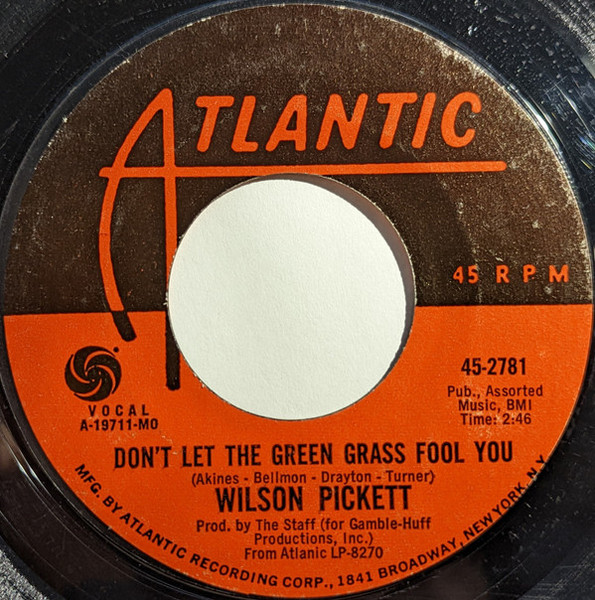 ATLANTIC
45 RPM
VOCAL
A-19711-MO
45-2781
Pub., Assorted
Music, BMI
Time: 2:46
DON'T LET THE GREEN GRASS FOOL YOU
(Akines - Bellmon - Drayton - Turner)
WILSON PICKETT
Prod. by The Staff (for Gamble-Huff
Productions, Inc.)
From Atlanic LP-8270
MFG. BY ATLANTIC RECORDING CORP., 1841 BROADWAY, NEW YORK, N.Y.